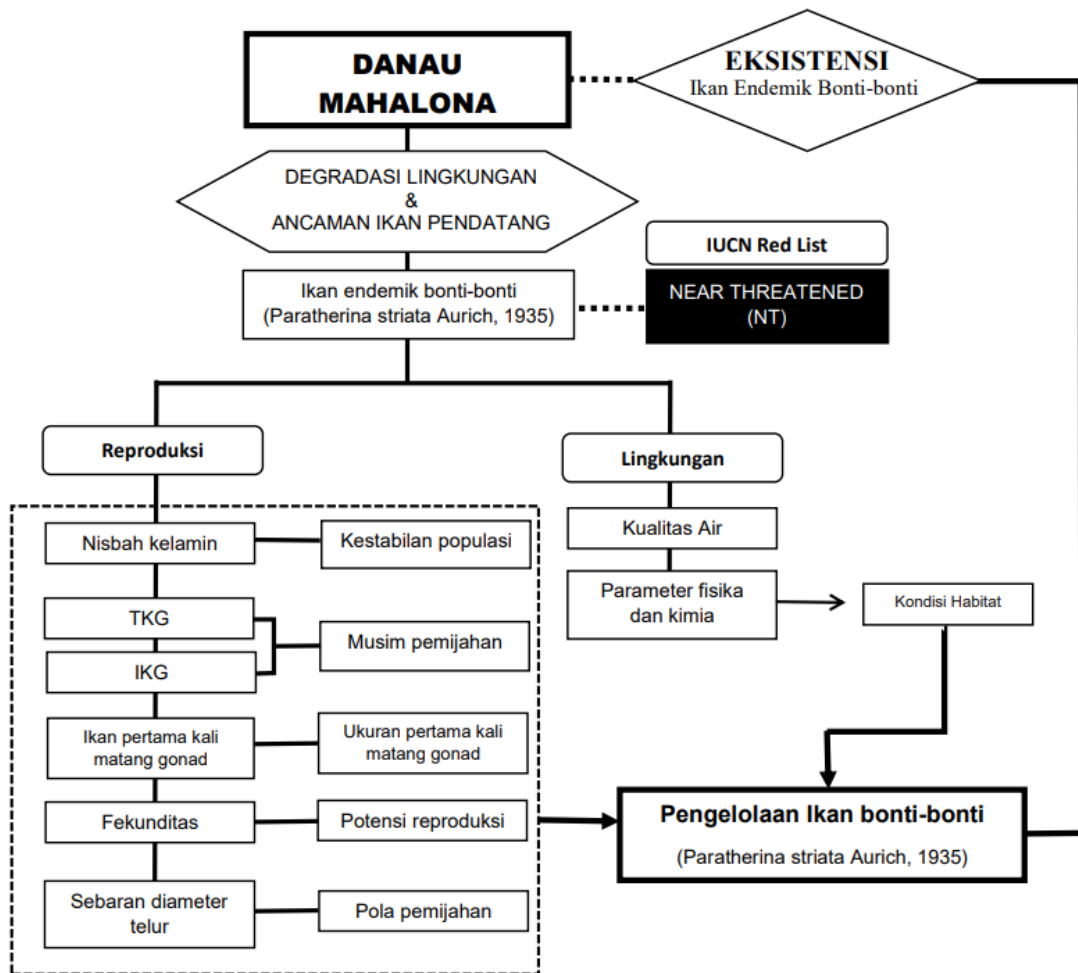 DANAU
MAHALONA
EKSISTENSI
Ikan Endemik Bonti-bonti
DEGRADASI LINGKUNGAN
&
ANCAMAN IKAN PENDATANG
IUCN Red List
NEAR THREATENED
(NT)
Ikan endemik bonti-bonti
(Paratherina striata Aurich, 1935)
Reproduksi
Lingkungan
Nisbah kelamin
Kestabilan populasi
TKG
IKG
Musim pemijahan
Ikan pertama kali
matang gonad
Ukuran pertama kali
matang gonad
Fekunditas
Potensi reproduksi
Sebaran diameter
telur
Pola pemijahan
Kualitas Air
Parameter fisika
dan kimia
Kondisi Habitat
Pengelolaan Ikan bonti-bonti
(Paratherina striata Aurich, 1935)